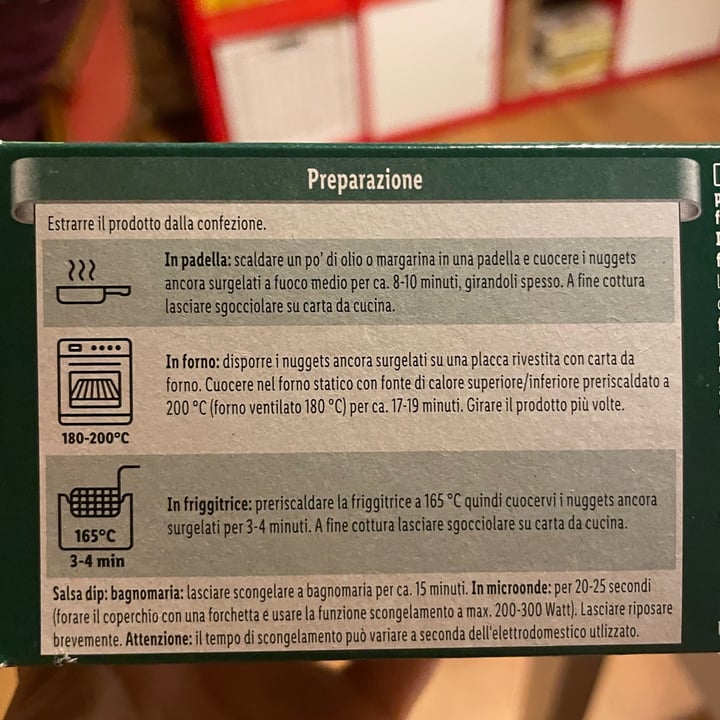 Preparazione
Estrarre il prodotto dalla confezione.
In padella: scaldare un po' di olio o margarina in una padella e cuocere i nuggets
ancora surgelati a fuoco medio per ca. 8-10 minuti, girandoli spesso. A fine cottura
lasciare sgocciolare su carta da cucina.
In forno: disporre i nuggets ancora surgelati su una placca rivestita con carta da
forno. Cuocere nel forno statico con fonte di calore superiore/inferiore preriscaldato a
200 °C (forno ventilato 180 °C) per ca. 17-19 minuti. Girare il prodotto più volte.
180-200°C
In friggitrice: preriscaldare la friggitrice a 165 °C quindi cuocervi i nuggets ancora
surgelati per 3-4 minuti. A fine cottura lasciare sgocciolare su carta da cucina.
165°C
3-4 min
Salsa dip: bagnomaria: lasciare scongelare a bagnomaria per ca. 15 minuti. In microonde: per 20-25 secondi
(forare il coperchio con una forchetta e usare la funzione scongelamento a max. 200-300 Watt). Lasciare riposare
brevemente. Attenzione: il tempo di scongelamento può variare a seconda dell'elettrodomestico utlizzato.